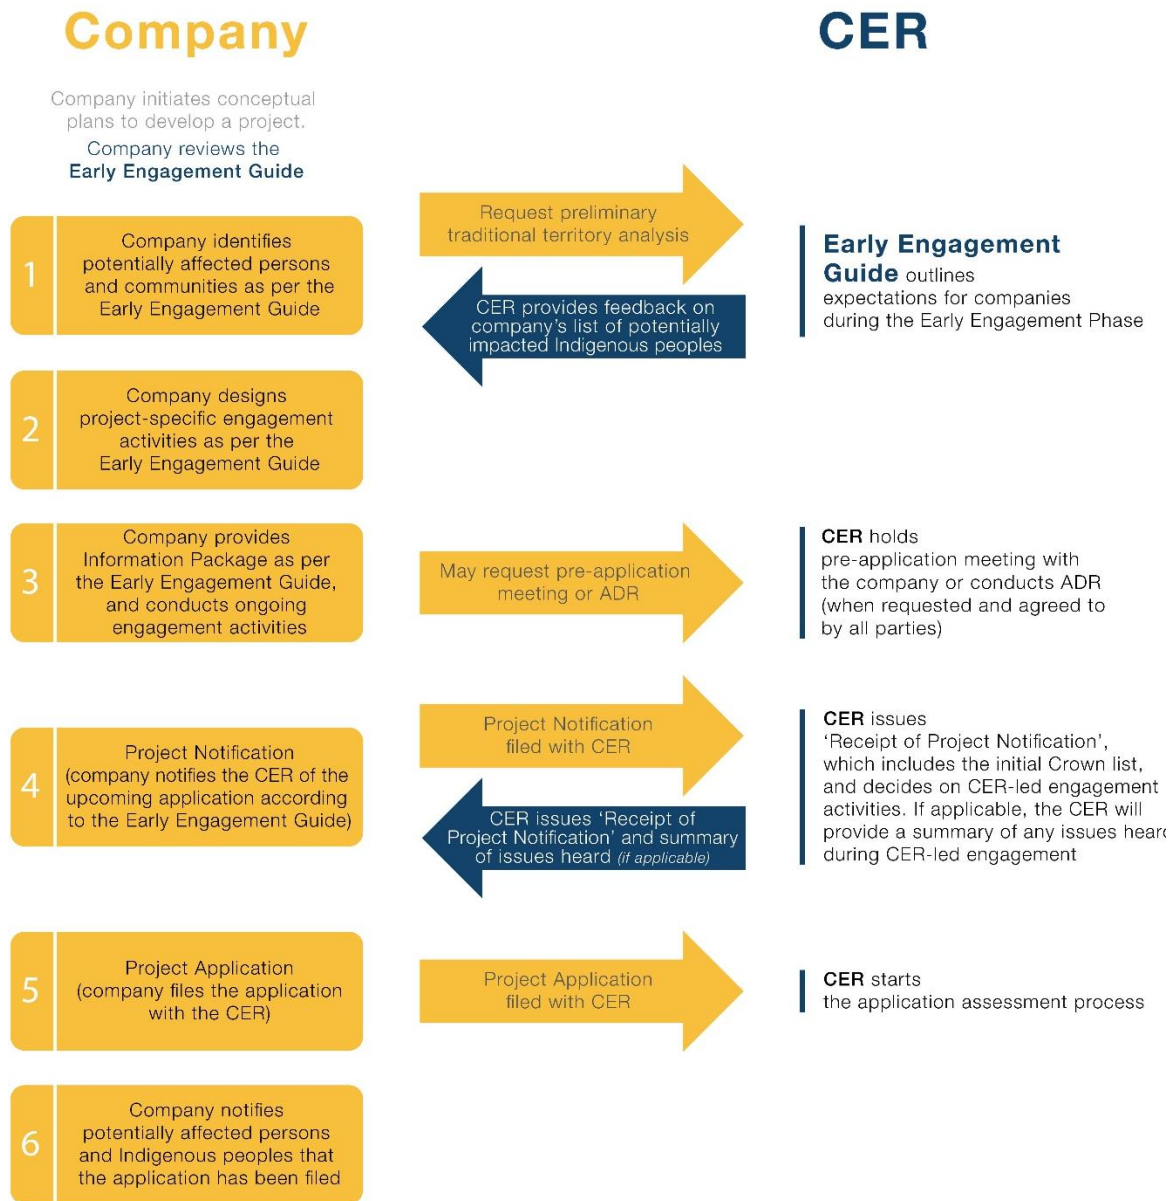 Company
CER
Company initiates conceptual
plans to develop a project.
Company reviews the
Early Engagement Guide
1
Company identifies
potentially affected persons
and communities as per the
Early Engagement Guide
Request preliminary
traditional territory analysis
CER provides feedback on
company's list of potentially
impacted Indigenous peoples
Early Engagement
Guide outlines
expectations for companies
during the Early Engagement Phase
2
Company designs
project-specific engagement
activities as per the
Early Engagement Guide
3
Company provides
Information Package as per
the Early Engagement Guide,
and conducts ongoing
engagement activities
May request pre-application
meeting or ADR
CER holds
pre-application meeting with
the company or conducts ADR
(when requested and agreed to
by all parties)
4
Project Notification
(company notifies the CER of the
upcoming application according
to the Early Engagement Guide)
Project Notification
filed with CER
CER issues 'Receipt of
Project Notification' and summary
of issues heard (if applicable)
CER issues
'Receipt of Project Notification',
which includes the initial Crown list,
and decides on CER-led engagement
activities. If applicable, the CER will
provide a summary of any issues heard
during CER-led engagement
5
Project Application
(company files the application
with the CER)
Project Application
filed with CER
CER starts
the application assessment process
6
Company notifies
potentially affected persons
and Indigenous peoples that
the application has been filed